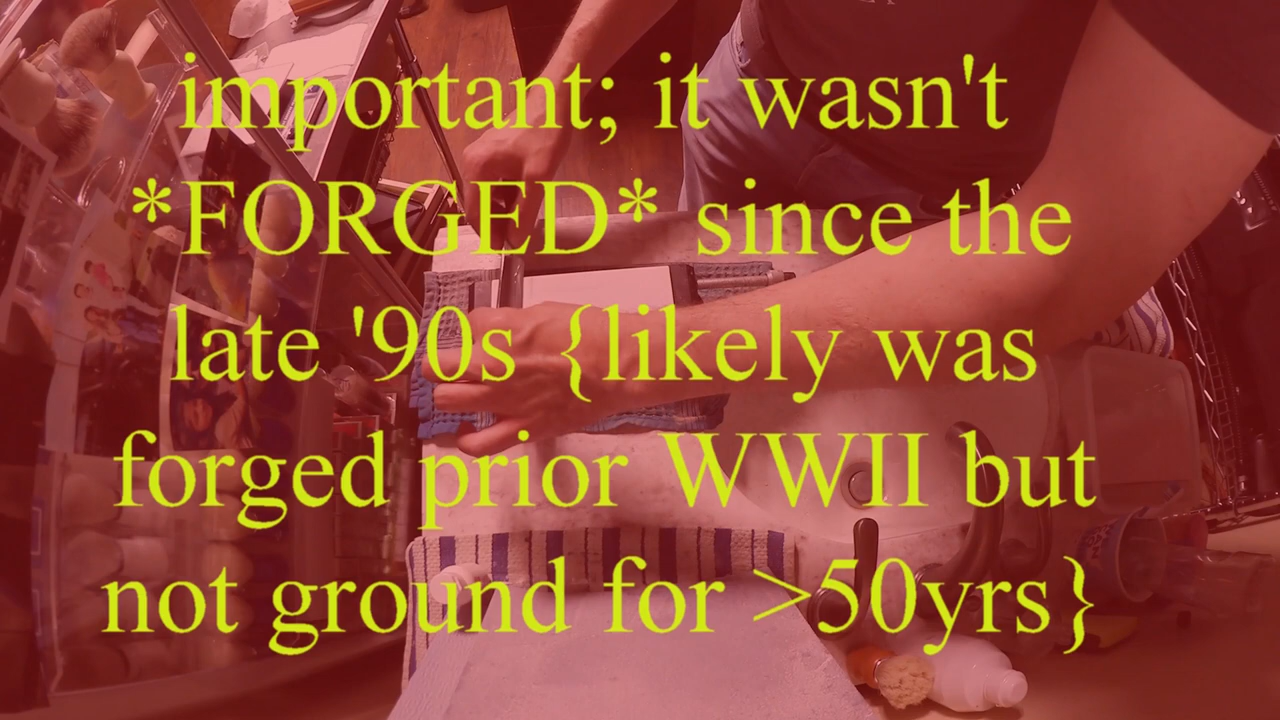 important; it wasn't
*FORGED* since the
late '90s {likely was
forged prior WWII but
not ground for >50yrs}